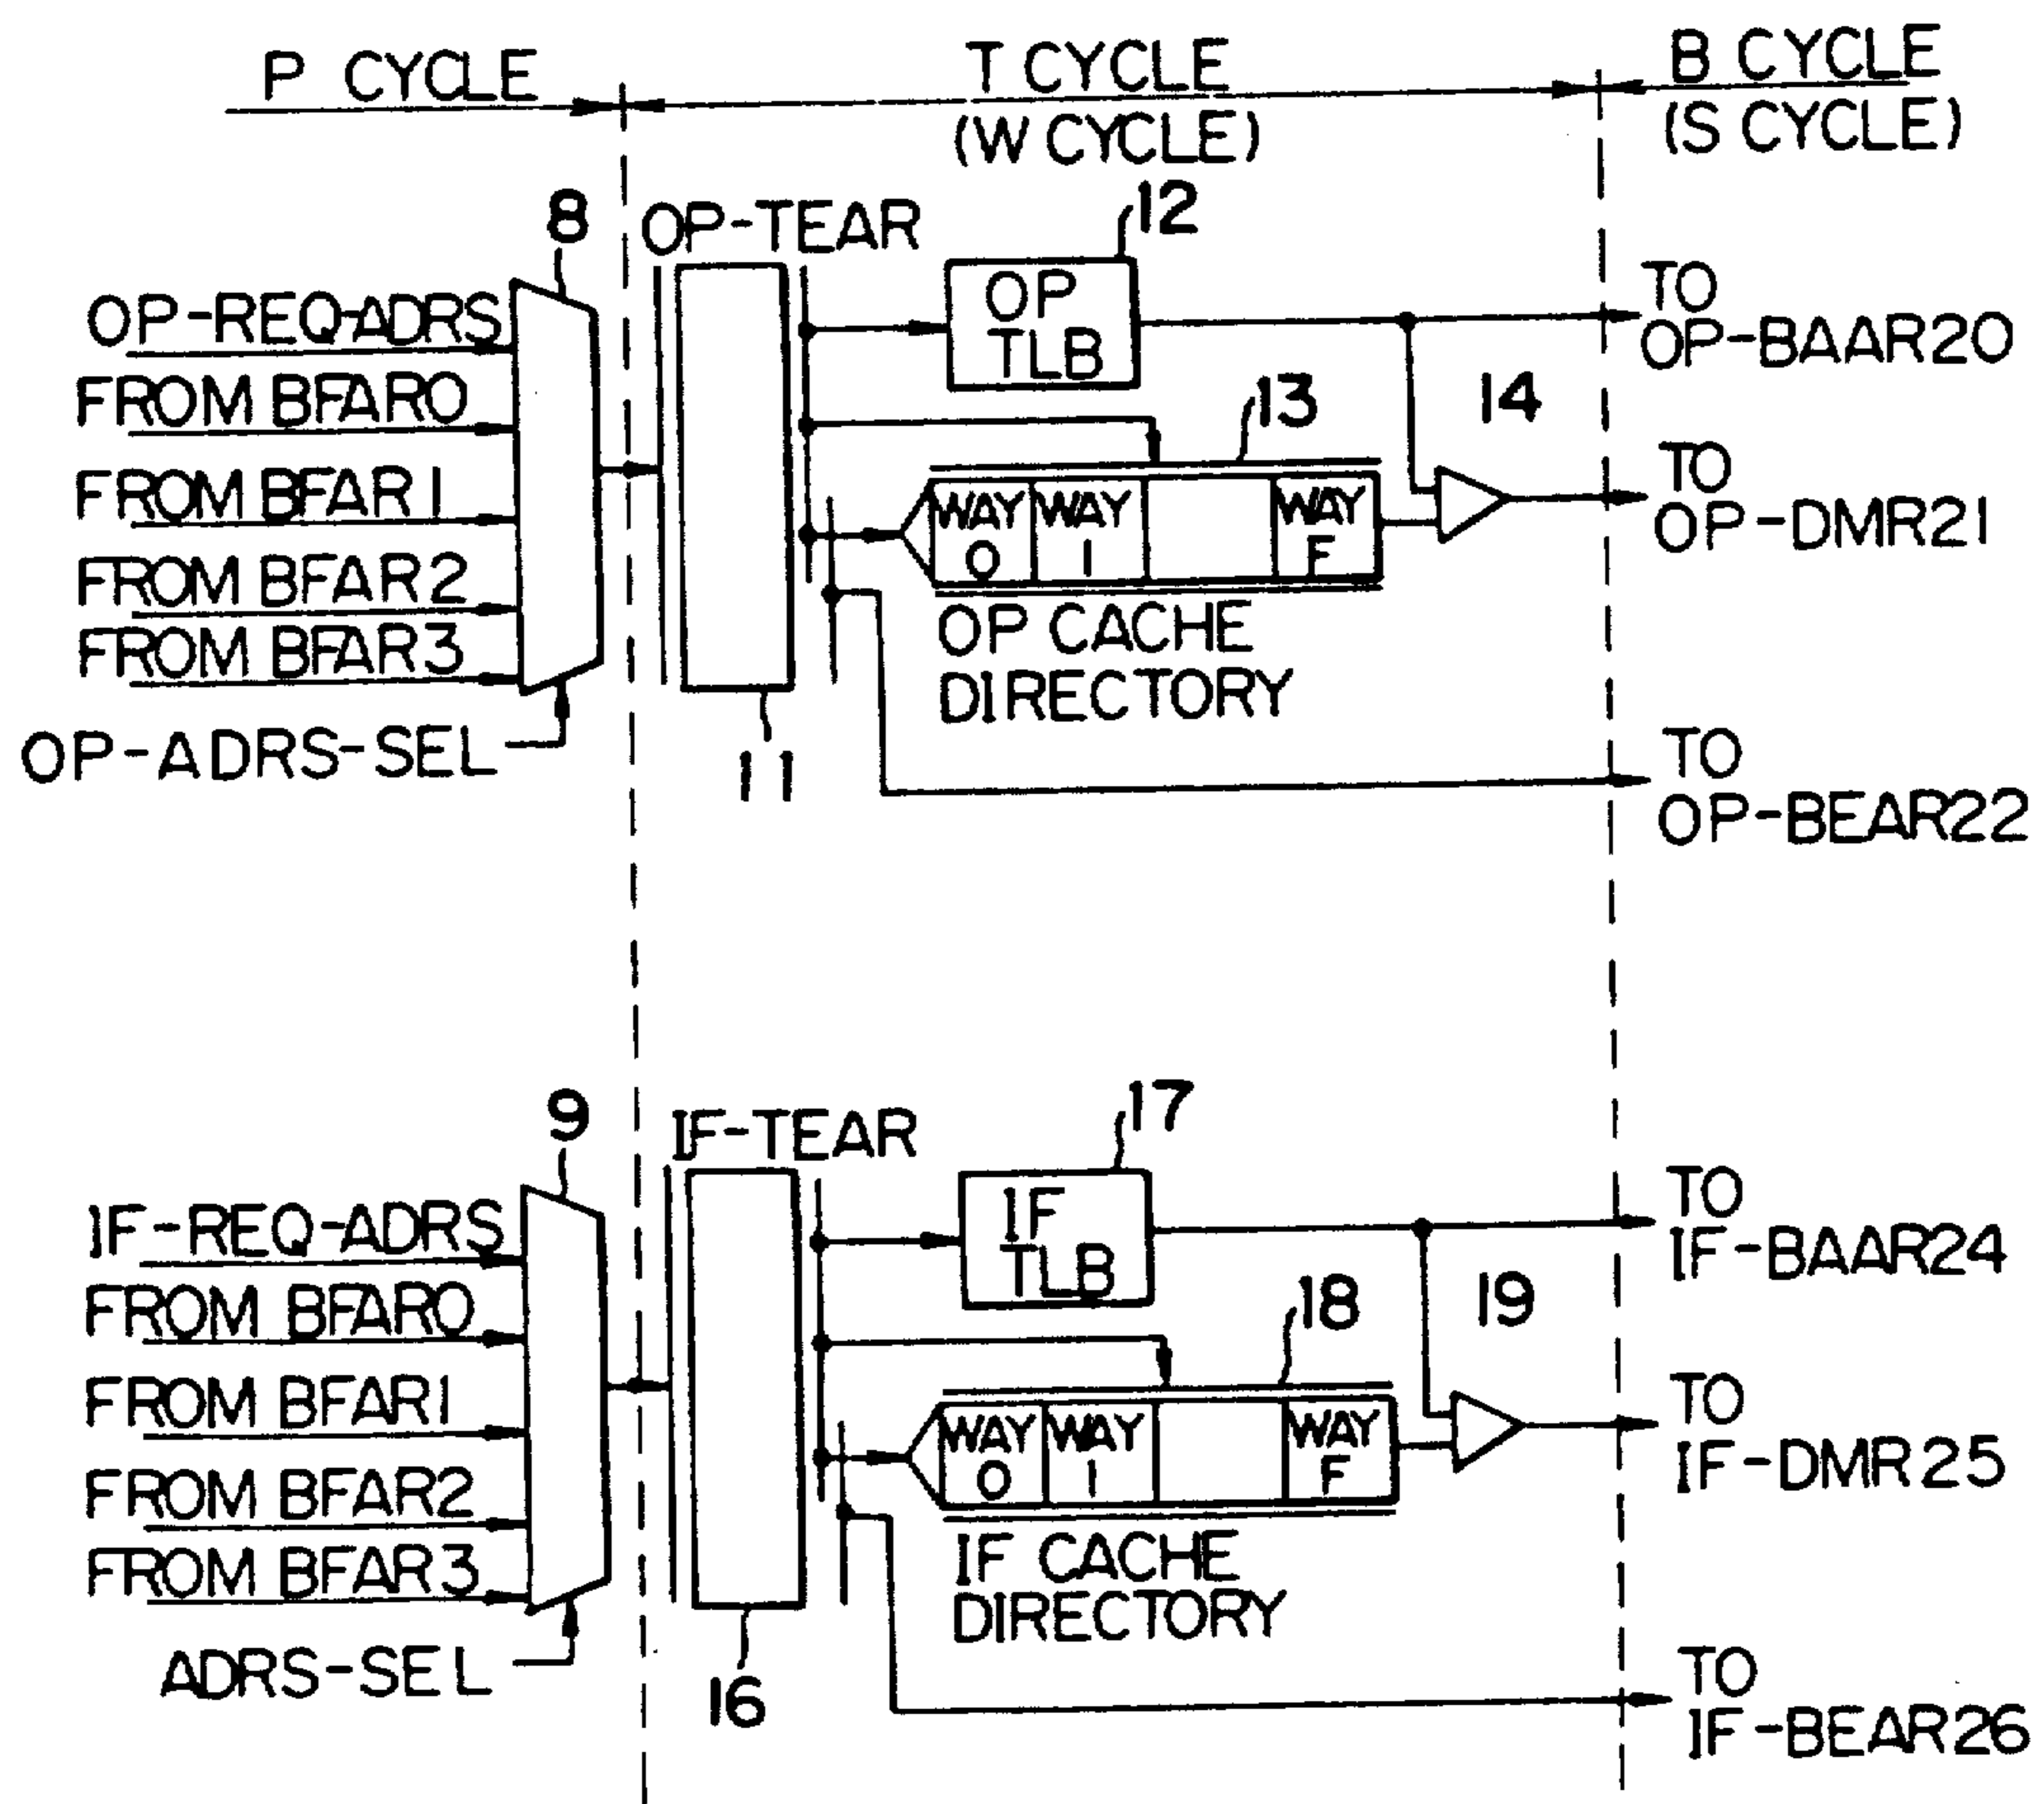 P CYCLE
T CYCLE
(W CYCLE)
B CYCLE
(S CYCLE)
8
OP-TEAR
12
OP-REQ-ADRS
FROM BFAR0
FROM BFAR1
FROM BFAR2
FROM BFAR3
OP-ADRS-SEL
11
OP
TLB
13
14
WAY
0
WAY
1
WAY
F
OP CACHE
DIRECTORY
TO
OP-BAAR20
TO
OP-DMR21
TO
OP-BEAR22
9
IF-TEAR
17
IF-REQ-ADRS
FROM BFAR0
FROM BFAR1
FROM BFAR2
FROM BFAR3
ADRS-SEL
16
IF
TLB
18
19
WAY
0
WAY
1
WAY
F
IF CACHE
DIRECTORY
TO
IF-BAAR24
TO
IF-DMR25
TO
IF-BEAR26